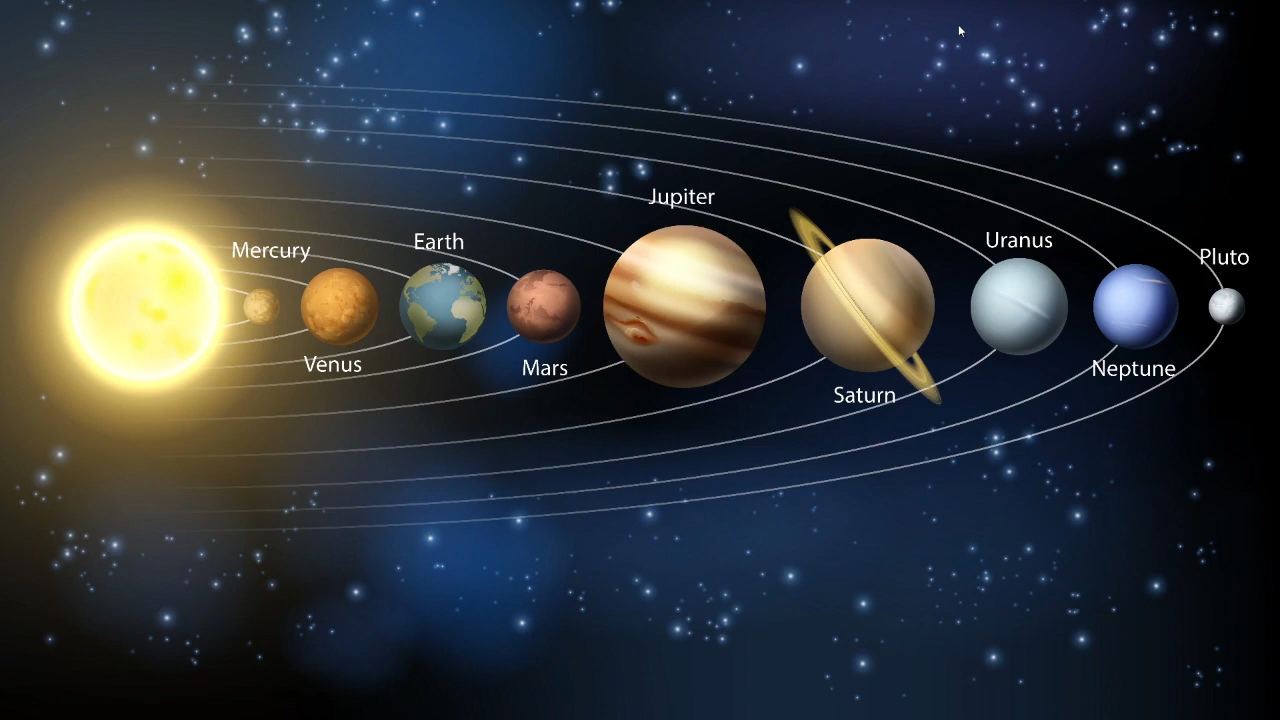 Mercury
Venus
Earth
Mars
Jupiter
Saturn
Uranus
Neptune
Pluto